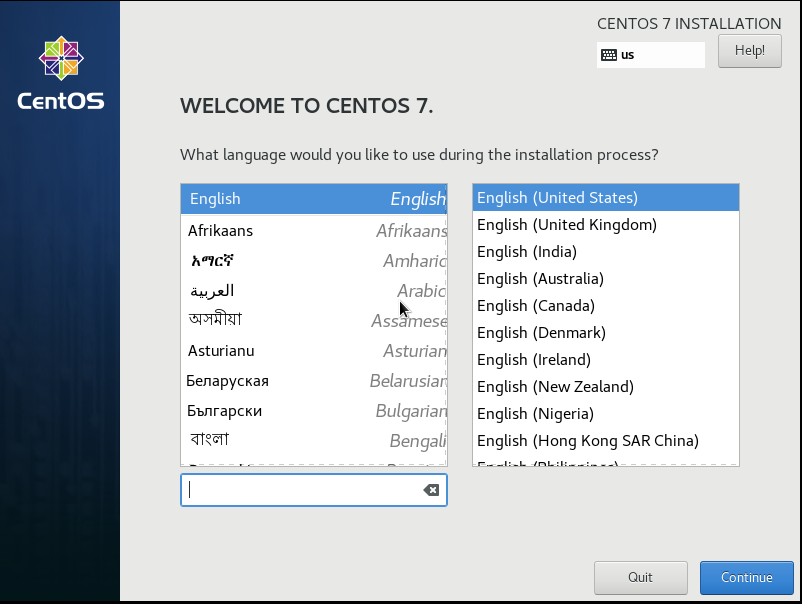 CENTOS 7 INSTALLATION
us
Help!
CentOS
WELCOME TO CENTOS 7.
What language would you like to use during the installation process?
English English
Afrikaans Afrikaans
አማርኛ Amharic
العربية Arabic
অসমীয়া Assamese
Asturianu Asturian
Беларуская Belarusian
Български Bulgarian
বাংলা Bengali
English (United States)
English (United Kingdom)
English (India)
English (Australia)
English (Canada)
English (Denmark)
English (Ireland)
English (New Zealand)
English (Nigeria)
English (Hong Kong SAR China)
English (Philippines)
Quit
Continue